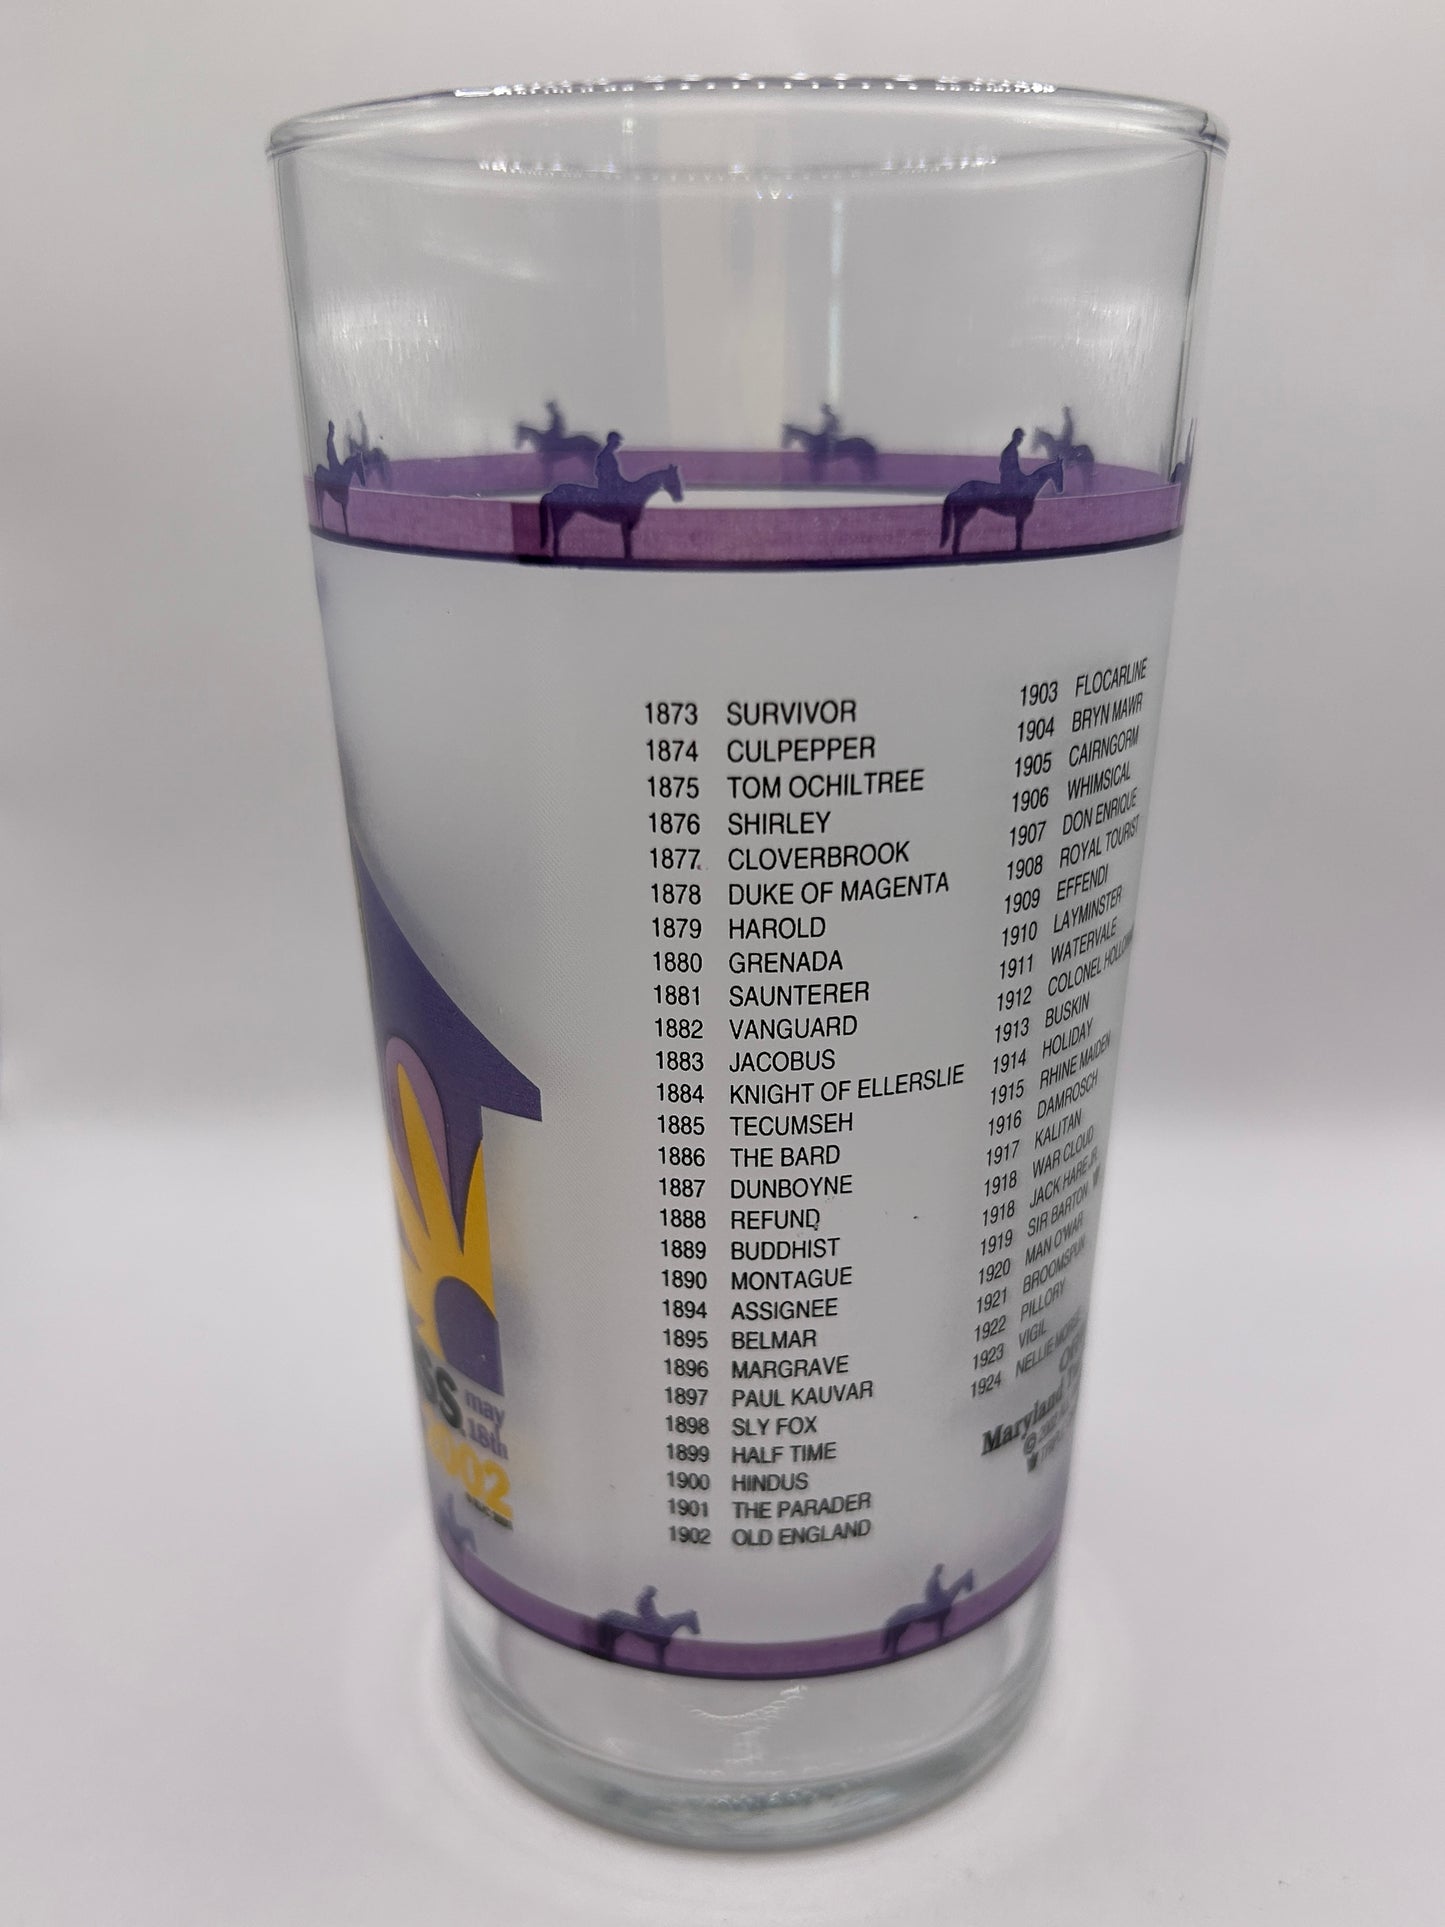 1873 SURVIVOR
1874 CULPEPPER
1875 TOM OCHILTREE
1876 SHIRLEY
1877 CLOVERBROOK
1878 DUKE OF MAGENTA
1879 HAROLD
1880 GRENADA
1881 SAUNTERER
1882 VANGUARD
1883 JACOBUS
1884 KNIGHT OF ELLERSLIE
1885 TECUMSEH
1886 THE BARD
1887 DUNBOYNE
1888 REFUND
1889 BUDDHIST
1890 MONTAGUE
1894 ASSIGNEE
1895 BELMAR
1896 MARGRAVE
1897 PAUL KAUVAR
1898 SLY FOX
1899 HALF TIME
1900 HINDUS
1901 THE PARADER
1902 OLD ENGLAND
1903 FLOCARLINE
1904 BRYN MAWR
1905 CAIRNGORM
1906 WHIMSICAL
1907 DON ENRIQUE
1908 ROYAL TOURIST
1909 EFFENDI
1910 LAYMINSTER
1911 WATERVALE
1912 COLONEL
1913 BUSKIN
1914 HOLIDAY
1915 RHINE MAIDEN
1916 DAMROSCH
1917 KALITAN
1918 WAR CLOUD
1918 JACK HARE JR.
1919 SIR BARTON
1920 MAN O'WAR
1921 BROOMSPUN
1922 PILLORY
1923 VIGIL
1924 NELLIE MORSE
Maryland
SS
may
18th
2002